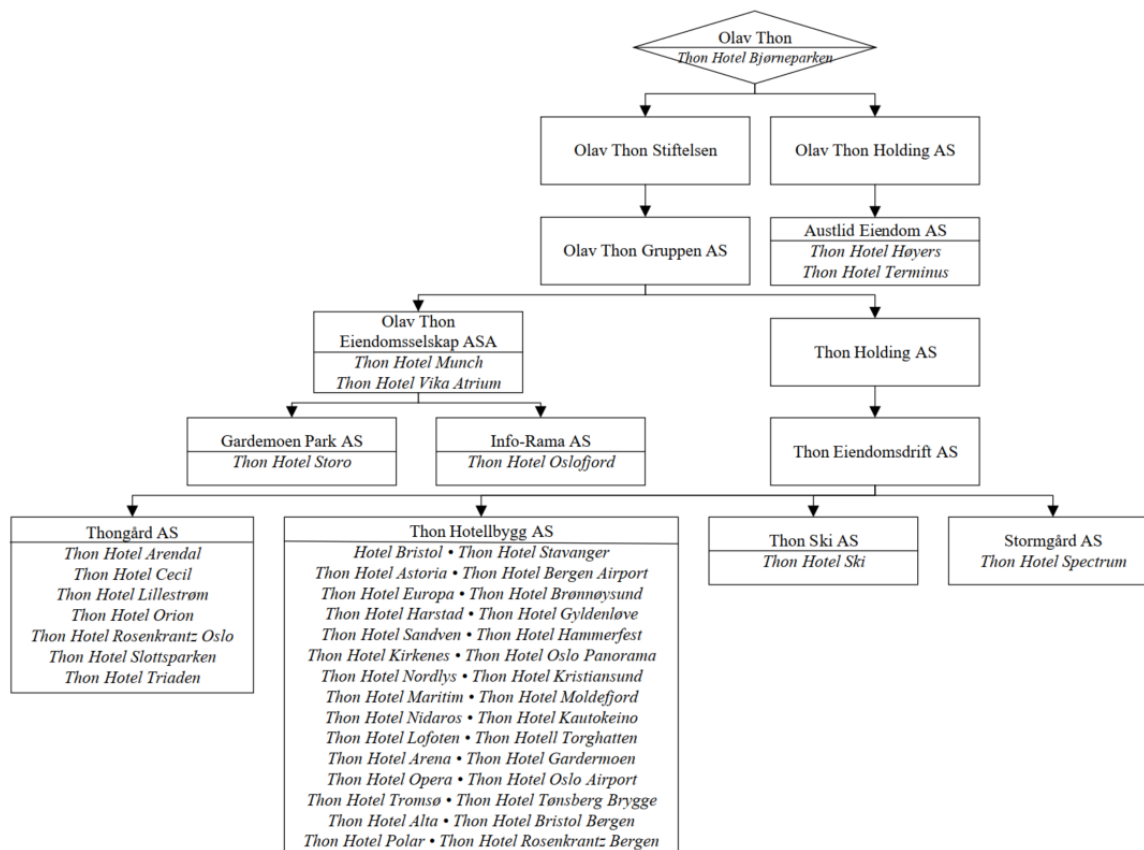 Olav Thon
Thon Hotel Bjørneparken
Olav Thon Stiftelsen
Olav Thon Holding AS
Olav Thon Gruppen AS
Austlid Eiendom AS
Thon Hotel Høyers
Thon Hotel Terminus
Olav Thon
Eiendomsselskap ASA
Thon Hotel Munch
Thon Hotel Vika Atrium
Thon Holding AS
Gardemoen Park AS
Thon Hotel Storo
Info-Rama AS
Thon Hotel Oslofjord
Thon Eiendomsdrift AS
Thongård AS
Thon Hotel Arendal
Thon Hotel Cecil
Thon Hotel Lillestrøm
Thon Hotel Orion
Thon Hotel Rosenkrantz Oslo
Thon Hotel Slottsparken
Thon Hotel Triaden
Thon Hotellbygg AS
Hotel Bristol • Thon Hotel Stavanger
Thon Hotel Astoria • Thon Hotel Bergen Airport
Thon Hotel Europa • Thon Hotel Brønnøysund
Thon Hotel Harstad • Thon Hotel Gyldenløve
Thon Hotel Sandven • Thon Hotel Hammerfest
Thon Hotel Kirkenes • Thon Hotel Oslo Panorama
Thon Hotel Nordlys • Thon Hotel Kristiansund
Thon Hotel Maritim • Thon Hotel Moldefjord
Thon Hotel Nidaros • Thon Hotel Kautokeino
Thon Hotel Lofoten • Thon Hotell Torghatten
Thon Hotel Arena • Thon Hotel Gardermoen
Thon Hotel Opera • Thon Hotel Oslo Airport
Thon Hotel Tromsø • Thon Hotel Tønsberg Brygge
Thon Hotel Alta • Thon Hotel Bristol Bergen
Thon Hotel Polar • Thon Hotel Rosenkrantz Bergen
Thon Ski AS
Thon Hotel Ski
Stormgård AS
Thon Hotel Spectrum